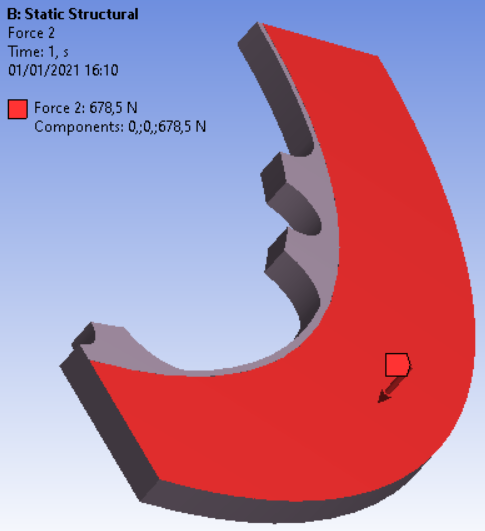 B: Static Structural
Force 2
Time: 1, s
01/01/2021 16:10
Force 2: 678,5 N
Components: 0,;0,;678,5 N